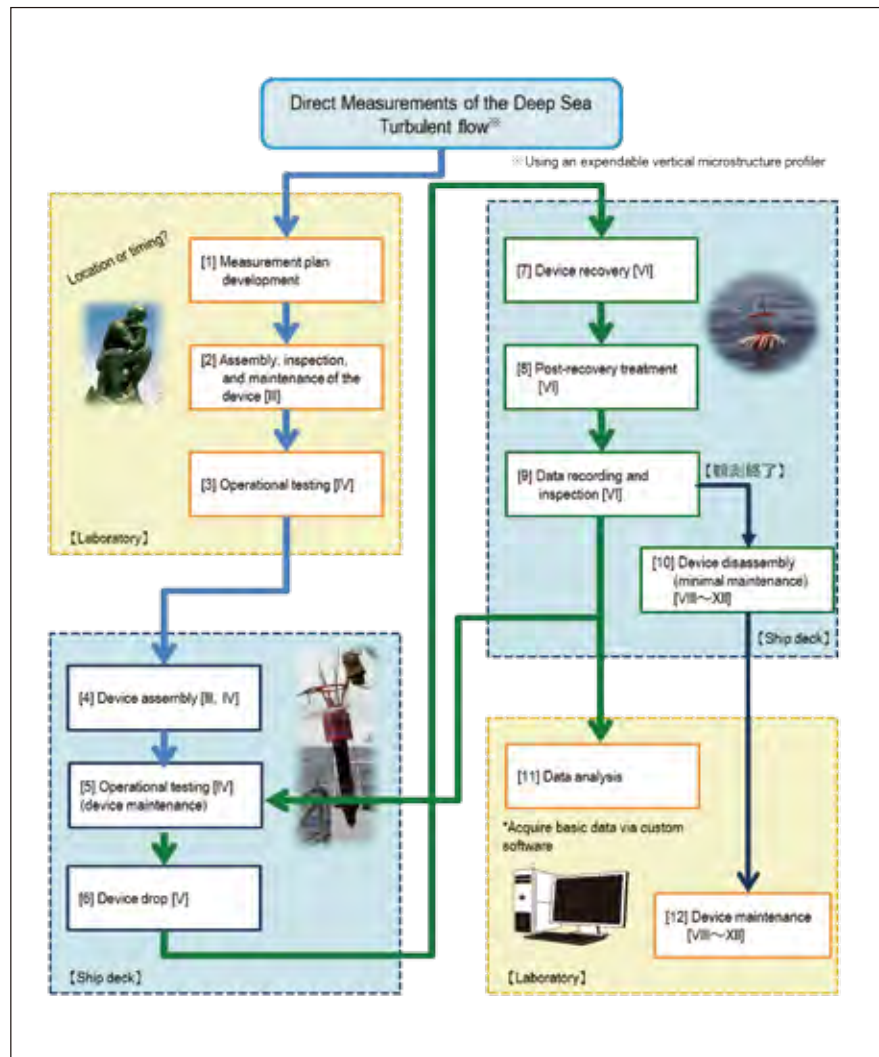 Direct Measurements of the Deep Sea
Turbulent flow※
※Using an expendable vertical microstructure profiler
Location or timing?
[1] Measurement plan
development
[2] Assembly, inspection,
and maintenance of the
device [III]
[3] Operational testing [IV]
【Laboratory】
[4] Device assembly [III, IV]
[5] Operational testing [IV]
(device maintenance)
[6] Device drop [V]
【Ship deck】
[7] Device recovery [VI]
[8] Post-recovery treatment
[VI]
[9] Data recording and
inspection [VI]
【観測終了】
[10] Device disassembly
(minimal maintenance)
[VIII～XII]
【Ship deck】
[11] Data analysis
*Acquire basic data via custom
software
[12] Device maintenance
[VIII～XII]
【Laboratory】